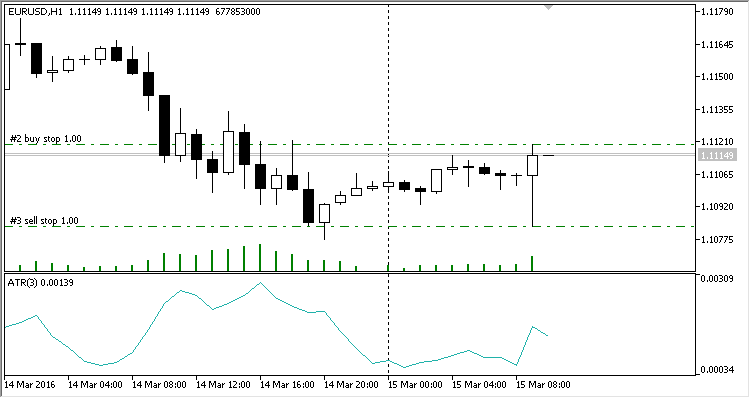 EURUSD,H1 1.11149 1.11149 1.11149 1.11149 677853000
1.11790
1.11645
1.11500
1.11355
#2 buy stop 1.00
1.11210
1.11149
1.11065
1.10920
#3 sell stop 1.00
1.10775
ATR(3) 0.00139
0.00309
0.00034
14 Mar 2016 14 Mar 04:00 14 Mar 08:00 14 Mar 12:00 14 Mar 16:00 14 Mar 20:00 15 Mar 00:00 15 Mar 04:00 15 Mar 08:00